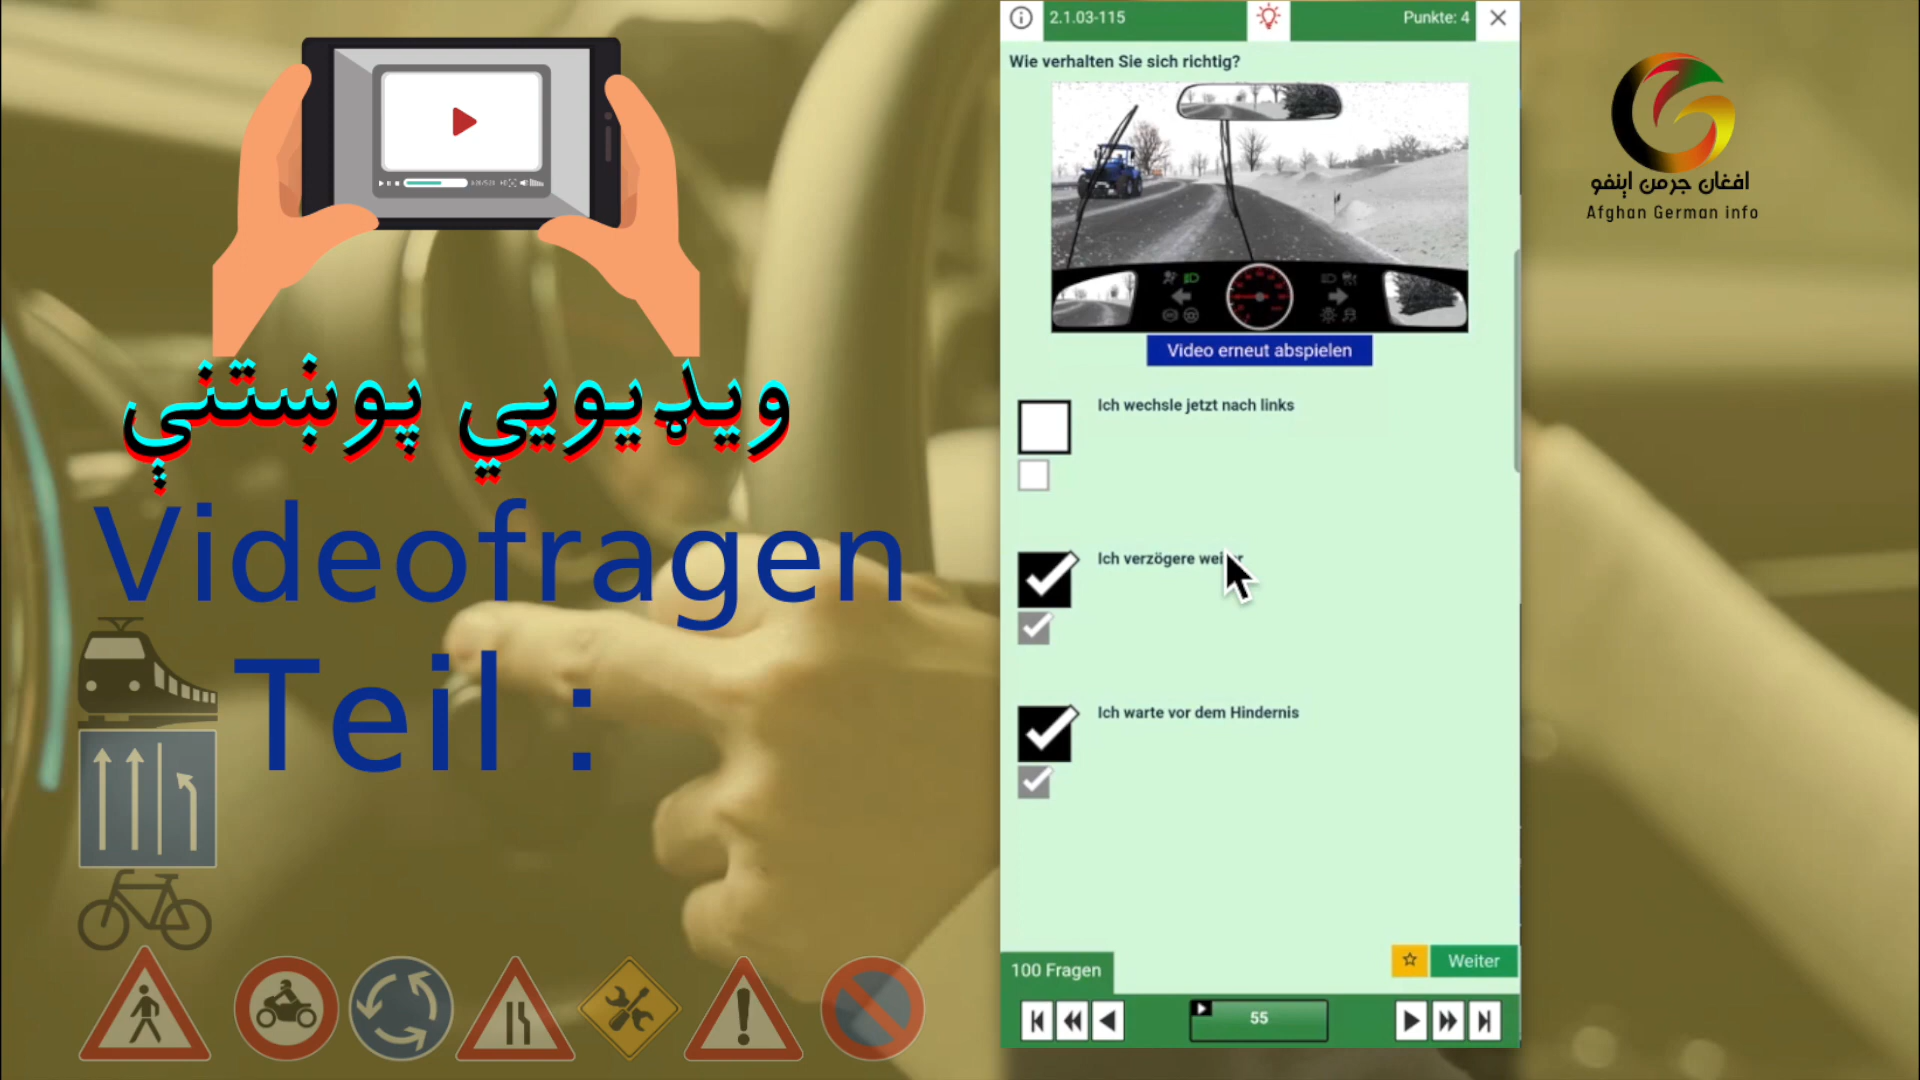 ویډیویي پوښتنې
Videofragen
Teil :
2.1.03-115
Punkte: 4
Wie verhalten Sie sich richtig?
Video erneut abspielen
Ich wechsle jetzt nach links
Ich verzögere weiter
Ich warte vor dem Hindernis
100 Fragen
Weiter
55
افغان جرمن اینفو
Afghan German info